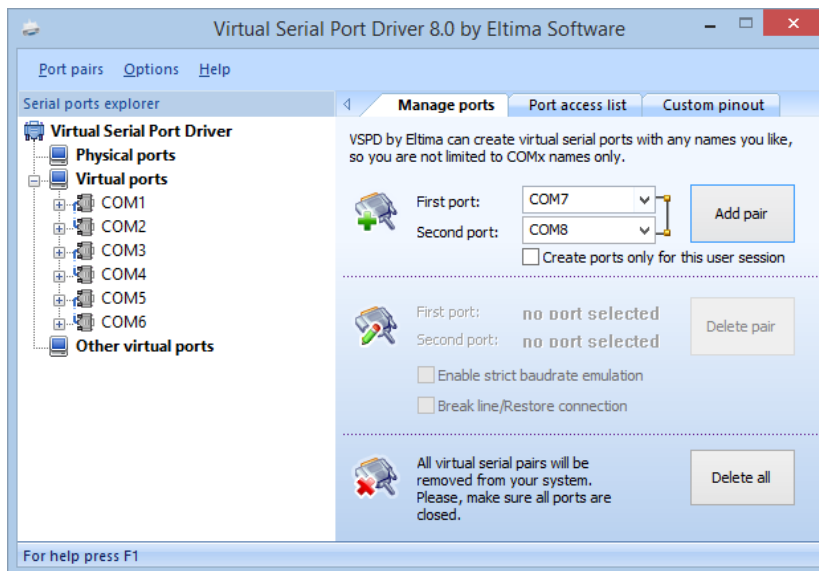 Virtual Serial Port Driver 8.0 by Eltima Software
Port pairs Options Help
Serial ports explorer
Virtual Serial Port Driver
Physical ports
Virtual ports
COM1
COM2
COM3
COM4
COM5
COM6
Other virtual ports
Manage ports Port access list Custom pinout
VSPD by Eltima can create virtual serial ports with any names you like,
so you are not limited to COMx names only.
First port: COM7
Second port: COM8
Add pair
Create ports only for this user session
First port: no port selected
Second port: no port selected
Delete pair
Enable strict baudrate emulation
Break line/Restore connection
All virtual serial pairs will be
removed from your system.
Please, make sure all ports are
closed.
Delete all
For help press F1